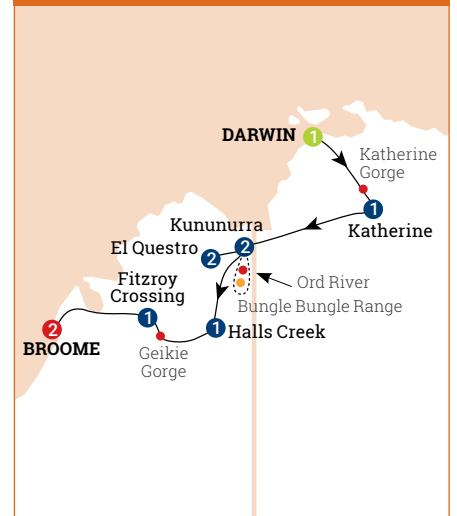 DARWIN 1
Katherine
Gorge
1
Katherine
Kununurra
2
El Questro 2
Ord River
Bungle Bungle Range
Fitzroy
Crossing
1
1 Halls Creek
2
BROOME
Geikie
Gorge